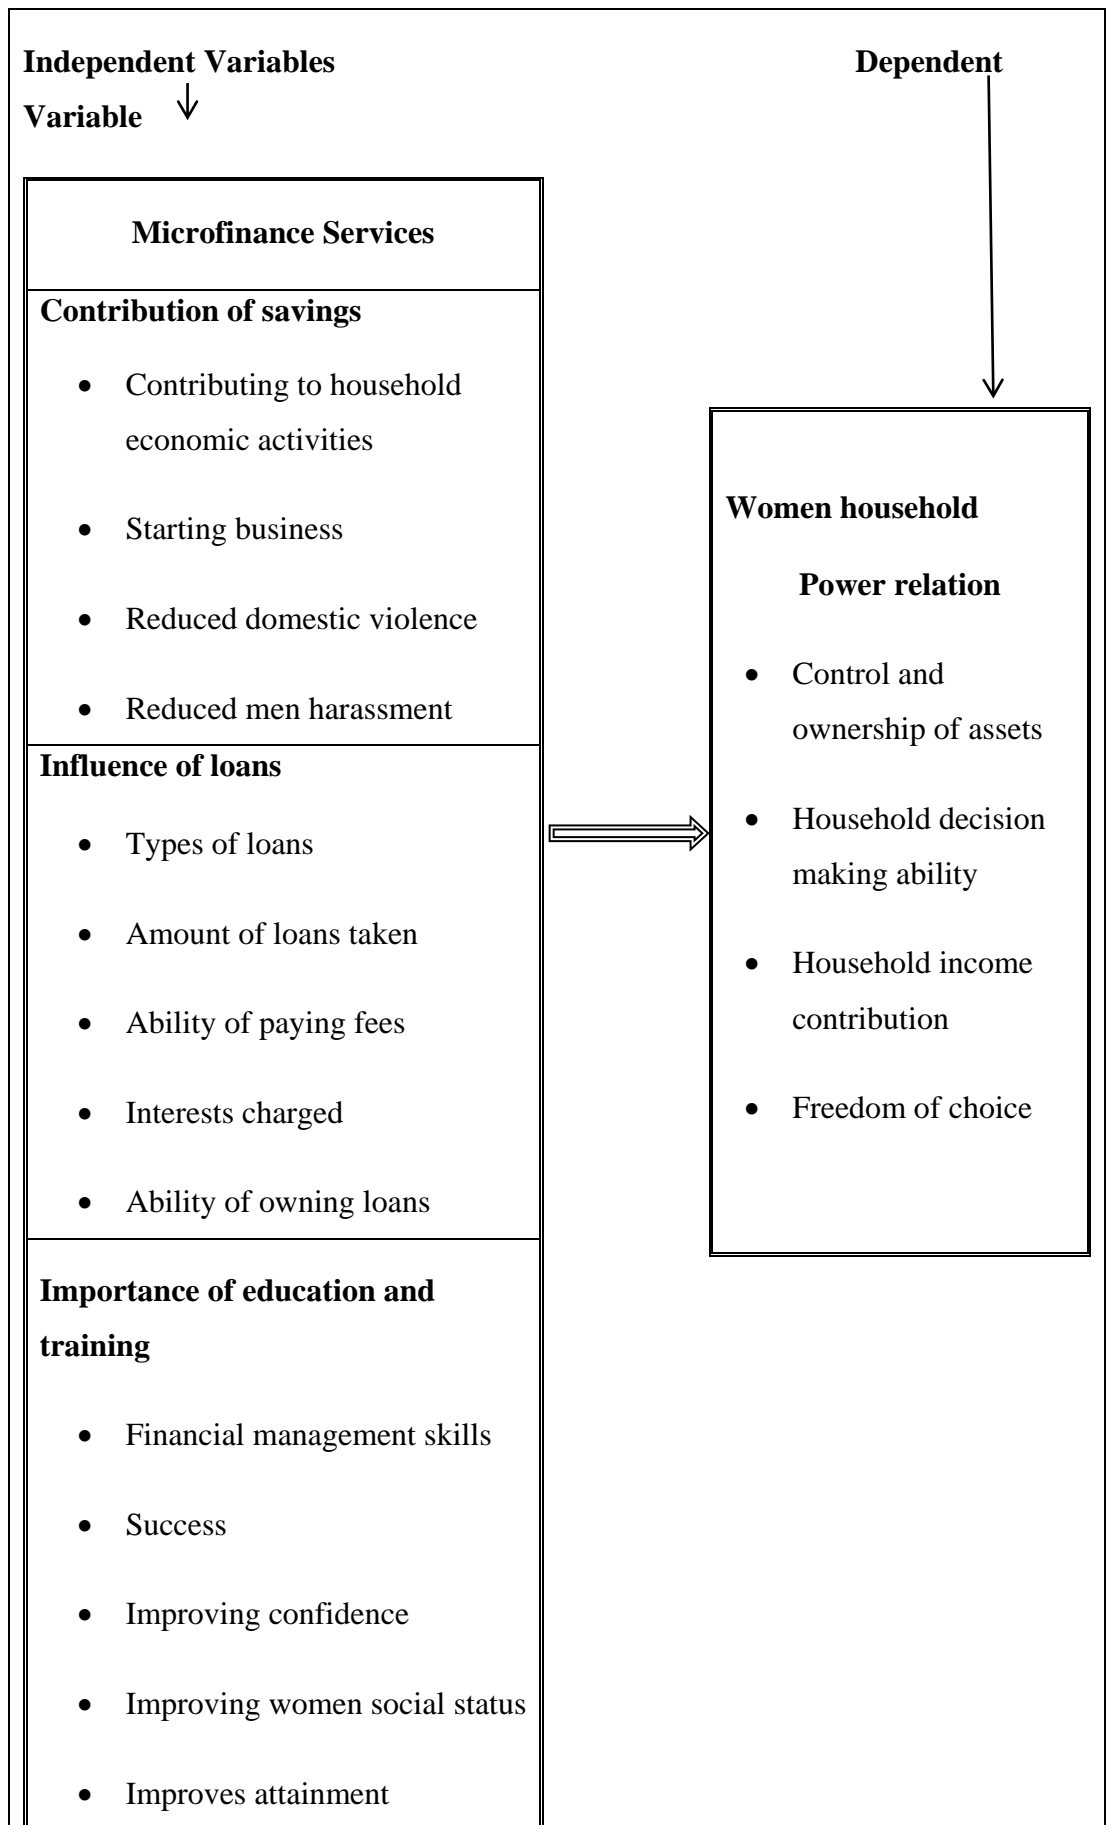 Independent Variables Dependent
Variable
Microfinance Services
Contribution of savings
• Contributing to household
economic activities
• Starting business
• Reduced domestic violence
• Reduced men harassment
Influence of loans
• Types of loans
• Amount of loans taken
• Ability of paying fees
• Interests charged
• Ability of owning loans
Importance of education and
training
• Financial management skills
• Success
• Improving confidence
• Improving women social status
• Improves attainment
Women household
Power relation
• Control and
ownership of assets
• Household decision
making ability
• Household income
contribution
• Freedom of choice